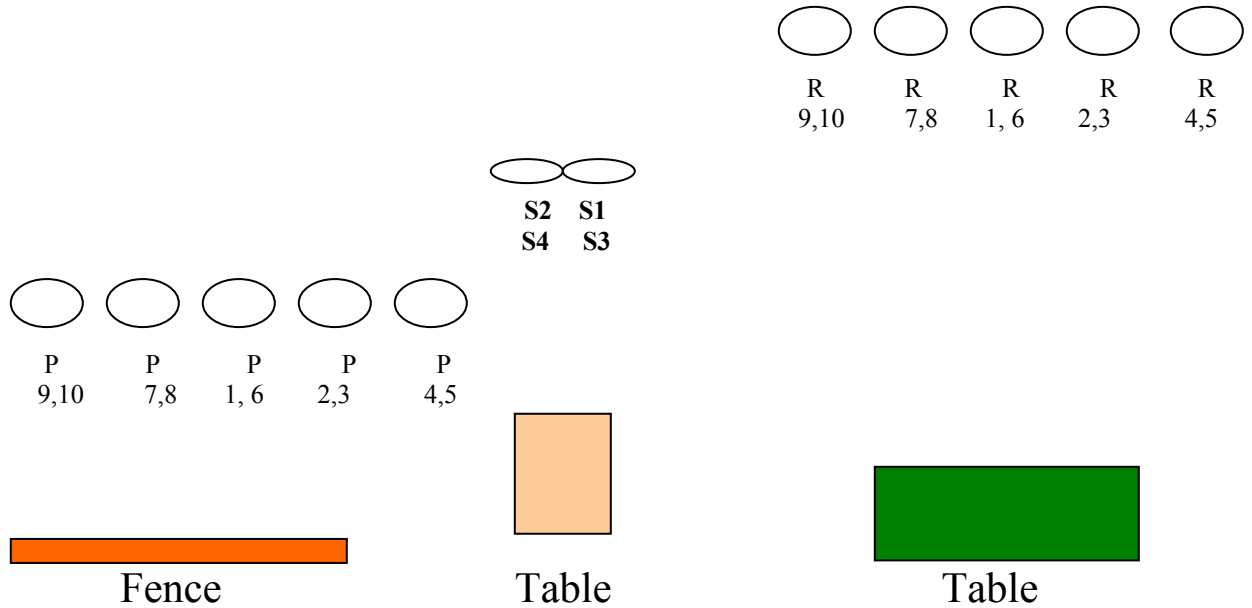 R R R R R
9,10 7,8 1, 6 2,3 4,5
S2 S1
S4 S3
P P P P P
9,10 7,8 1, 6 2,3 4,5
Fence Table Table